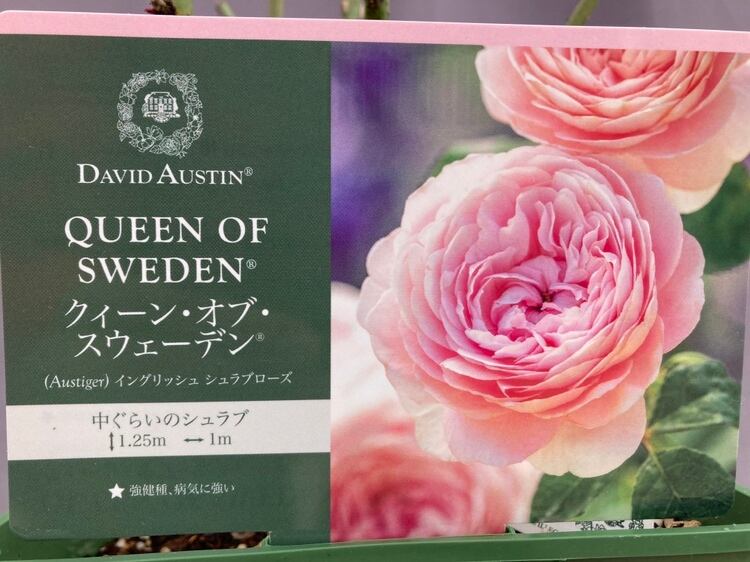 DAVID AUSTIN®
QUEEN OF
SWEDEN®
クィーン・オブ・
スウェーデン®
(Austiger) イングリッシュ シュラブローズ
中ぐらいのシュラブ
↕1.25m ↔1m
★ 強健種、病気に強い